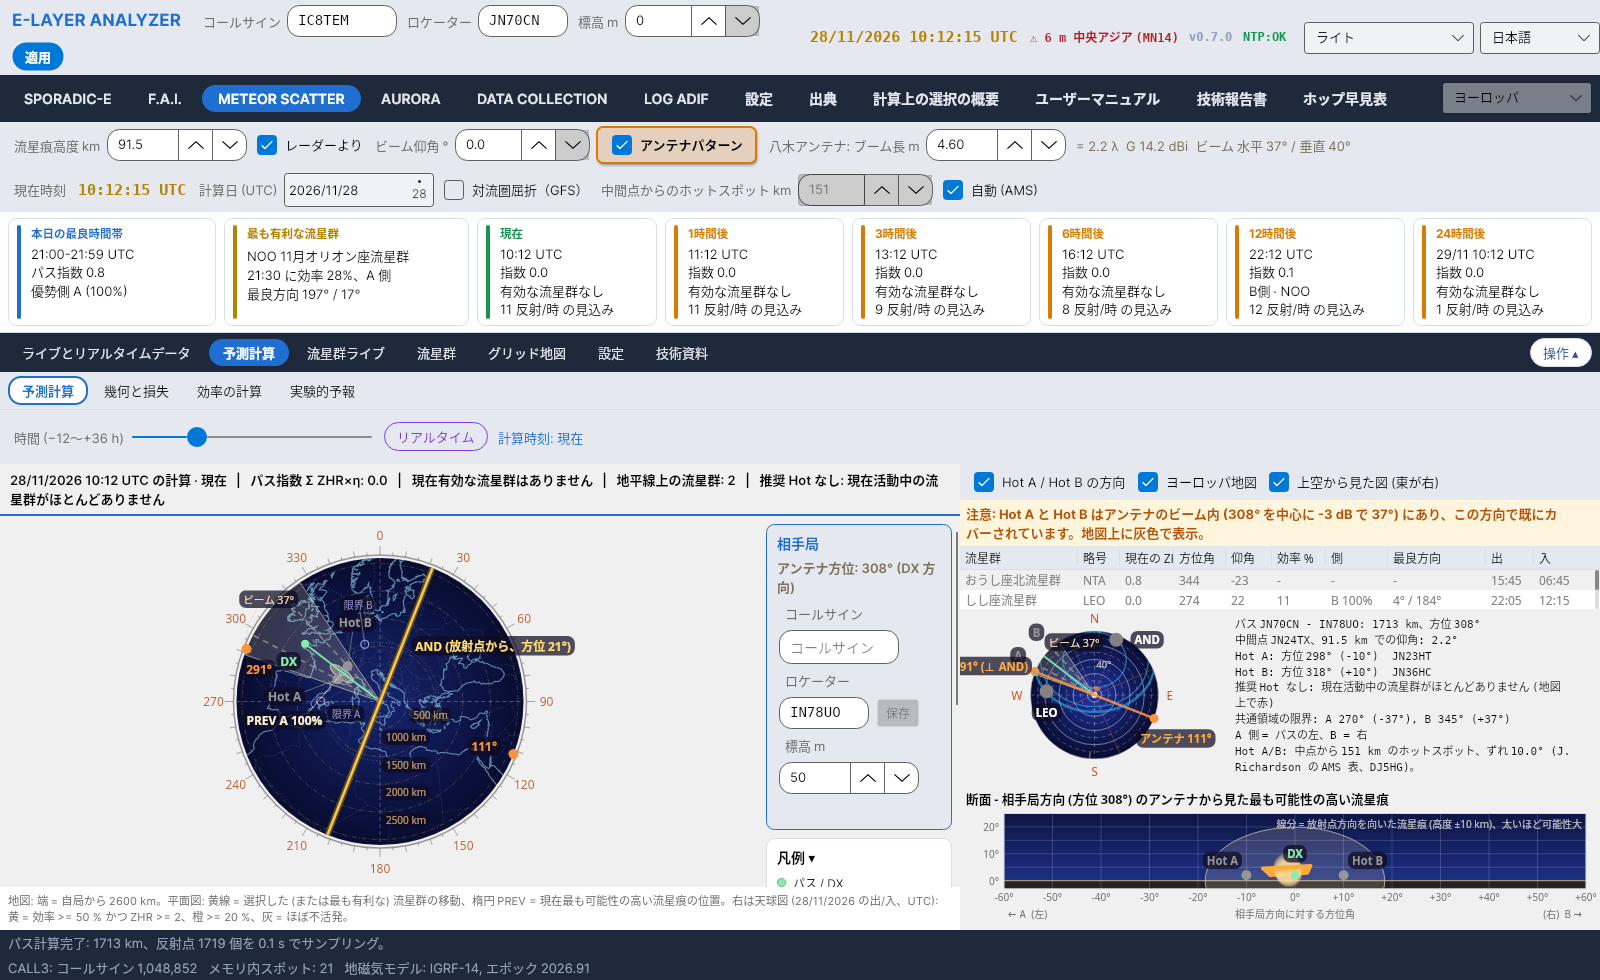 E-LAYER ANALYZER コールサイン IC8TEM ロケーター JN70CN 標高 m 0
適用
28/11/2026 10:12:15 UTC ⚠ 6 m 中央アジア (MN14) v0.7.0 NTP:OK ライト 日本語
SPORADIC-E F.A.I. METEOR SCATTER AURORA DATA COLLECTION LOG ADIF 設定 出典 計算上の選択の概要 ユーザーマニュアル 技術報告書 ホップ早見表 ヨーロッパ
流星痕高度 km 91.5 レーダーより ビーム仰角 ° 0.0 アンテナパターン 八木アンテナ: ブーム長 m 4.60 = 2.2 λ G 14.2 dBi ビーム 水平 37° / 垂直 40°
現在時刻 10:12:15 UTC 計算日 (UTC) 2026/11/28 28 対流圏屈折（GFS） 中間点からのホットスポット km 151 自動 (AMS)
本日の最良時間帯
21:00-21:59 UTC
パス指数 0.8
優勢側 A (100%)
最も有利な流星群
NOO 11月オリオン座流星群
21:30 に効率 28%、A 側
最良方向 197° / 17°
現在
10:12 UTC
指数 0.0
有効な流星群なし
11 反射/時 の見込み
1時間後
11:12 UTC
指数 0.0
有効な流星群なし
11 反射/時 の見込み
3時間後
13:12 UTC
指数 0.0
有効な流星群なし
9 反射/時 の見込み
6時間後
16:12 UTC
指数 0.0
有効な流星群なし
8 反射/時 の見込み
12時間後
22:12 UTC
指数 0.1
B側 · NOO
12 反射/時 の見込み
24時間後
29/11 10:12 UTC
指数 0.0
有効な流星群なし
1 反射/時 の見込み
ライブとリアルタイムデータ 予測計算 流星群ライブ 流星群 グリッド地図 設定 技術資料 操作 ▴
予測計算 幾何と損失 効率の計算 実験的予報
時間 (−12〜+36 h) リアルタイム 計算時刻: 現在
28/11/2026 10:12 UTC の計算 · 現在 | パス指数 Σ ZHR×η: 0.0 | 現在有効な流星群はありません | 地平線上の流星群: 2 | 推奨 Hot なし: 現在活動中の流
星群がほとんどありません
0
330 30
300 60
270 90
240 120
210 150
180
ビーム 37°
限界 B
Hot B
AND (放射点から、方位 21°)
DX
291°
Hot A
限界 A
PREV A 100%
111°
500 km
1000 km
1500 km
2000 km
2500 km
相手局
アンテナ方位: 308° (DX 方
向)
コールサイン
コールサイン
ロケーター
IN78UO 保存
標高 m
50
凡例 ▾
パス / DX
地図: 端 = 自局から 2600 km。平面図: 黄線 = 選択した (または最も有利な) 流星群の移動、楕円 PREV = 現在最も可能性の高い流星痕の位置。右は天球図 (28/11/2026 の出/入、UTC):
黄 = 効率 >= 50 % かつ ZHR >= 2、橙 >= 20 %、灰 = ほぼ不活発。
Hot A / Hot B の方向 ヨーロッパ地図 上空から見た図 (東が右)
注意: Hot A と Hot B はアンテナのビーム内 (308° を中心に -3 dB で 37°) にあり、この方向で既にカ
バーされています。地図上に灰色で表示。
流星群 略号 現在の ZH 方位角 仰角 効率 % 側 最良方向 出 入
おうし座北流星群 NTA 0.8 344 -23 - - - 15:45 06:45
しし座流星群 LEO 0.0 274 22 11 B 100% 4° / 184° 22:05 12:15
N
B
ビーム 37°
AND
A
40°
91° (⊥ AND)
W E
LEO
アンテナ 111°
S
パス JN70CN - IN78UO: 1713 km、方位 308°
中間点 JN24TX、91.5 km での仰角: 2.2°
Hot A: 方位 298° (-10°) JN23HT
Hot B: 方位 318° (+10°) JN36HC
推奨 Hot なし: 現在活動中の流星群がほとんどありません (地図
上で赤)
共通領域の限界: A 270° (-37°), B 345° (+37°)
A 側 = パスの左、B = 右
Hot A/B: 中点から 151 km のホットスポット、ずれ 10.0° (J.
Richardson の AMS 表、DJ5HG)。
断面 - 相手局方向 (方位 308°) のアンテナから見た最も可能性の高い流星痕
線分 = 放射点方向を向いた流星痕 (高度 ±10 km)、太いほど可能性大
20°
10°
0°
Hot A DX Hot B
-60° -50° -40° -30° -20° -10° 0° +10° +20° +30° +40° +50° +60°
← A (左) 相手局方向に対する方位角 (右) B →
パス計算完了: 1713 km、反射点 1719 個を 0.1 s でサンプリング。
CALL3: コールサイン 1,048,852 メモリ内スポット: 21 地磁気モデル: IGRF-14, エポック 2026.91